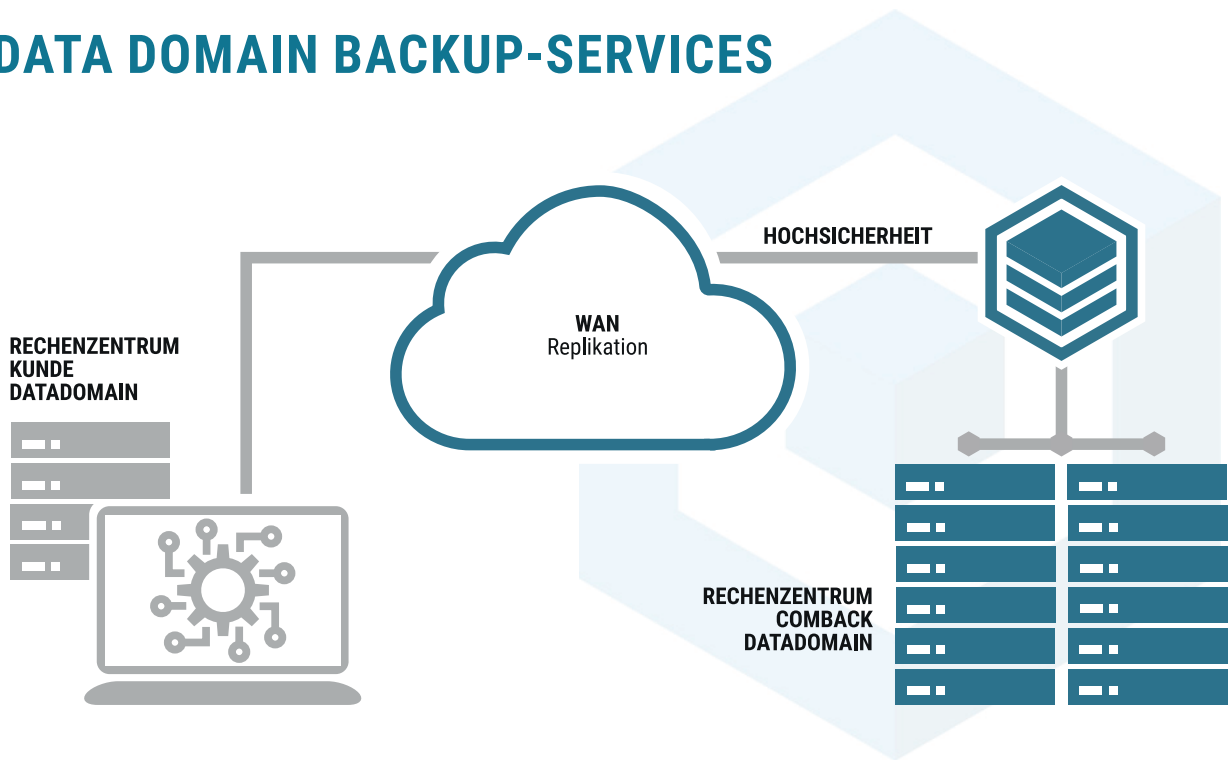 DATA DOMAIN BACKUP-SERVICES
HOCHSICHERHEIT
WAN
Replikation
RECHENZENTRUM
KUNDE
DATADOMAIN
RECHENZENTRUM
COMBACK
DATADOMAIN